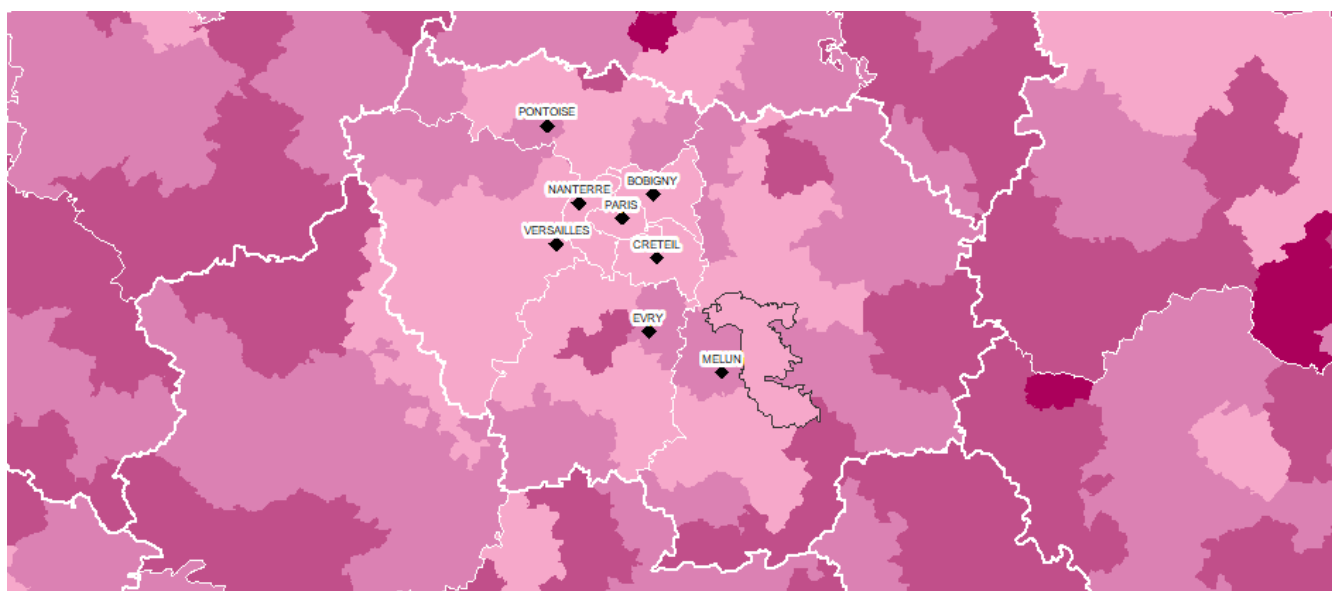 PONTOISE
BOBIGNY
NANTERRE
PARIS
VERSAILLES
CRETEIL
EVRY
MELUN